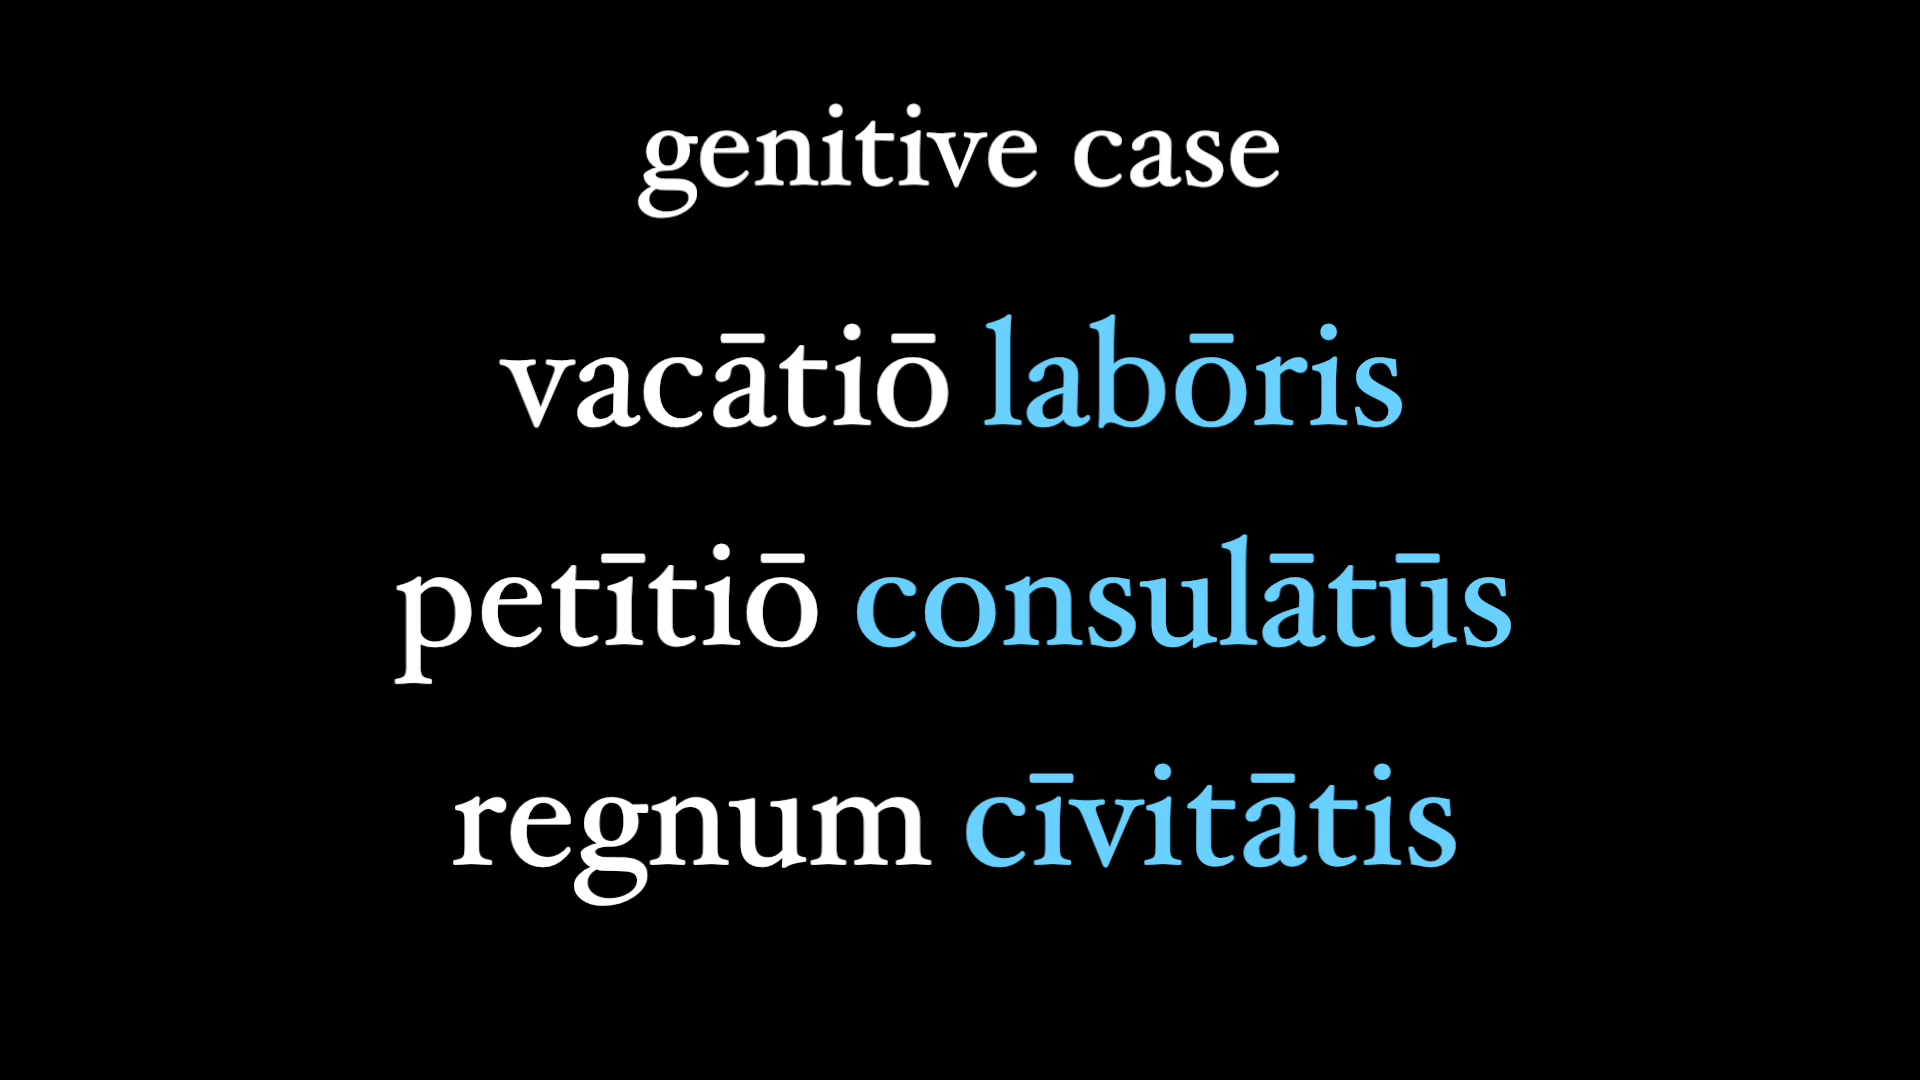 genitive case
vacātiō labōris
petītiō consulātūs
regnum cīvitātis